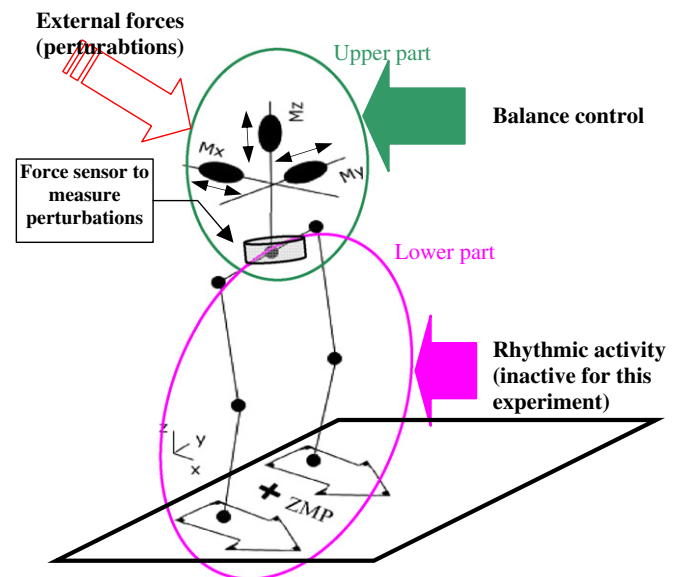 External forces
(perturabtions)
Upper part
Balance control
Mz
Mx
My
Force sensor to
measure
perturbations
Lower part
Rhythmic activity
(inactive for this
experiment)
z
y
x
ZMP